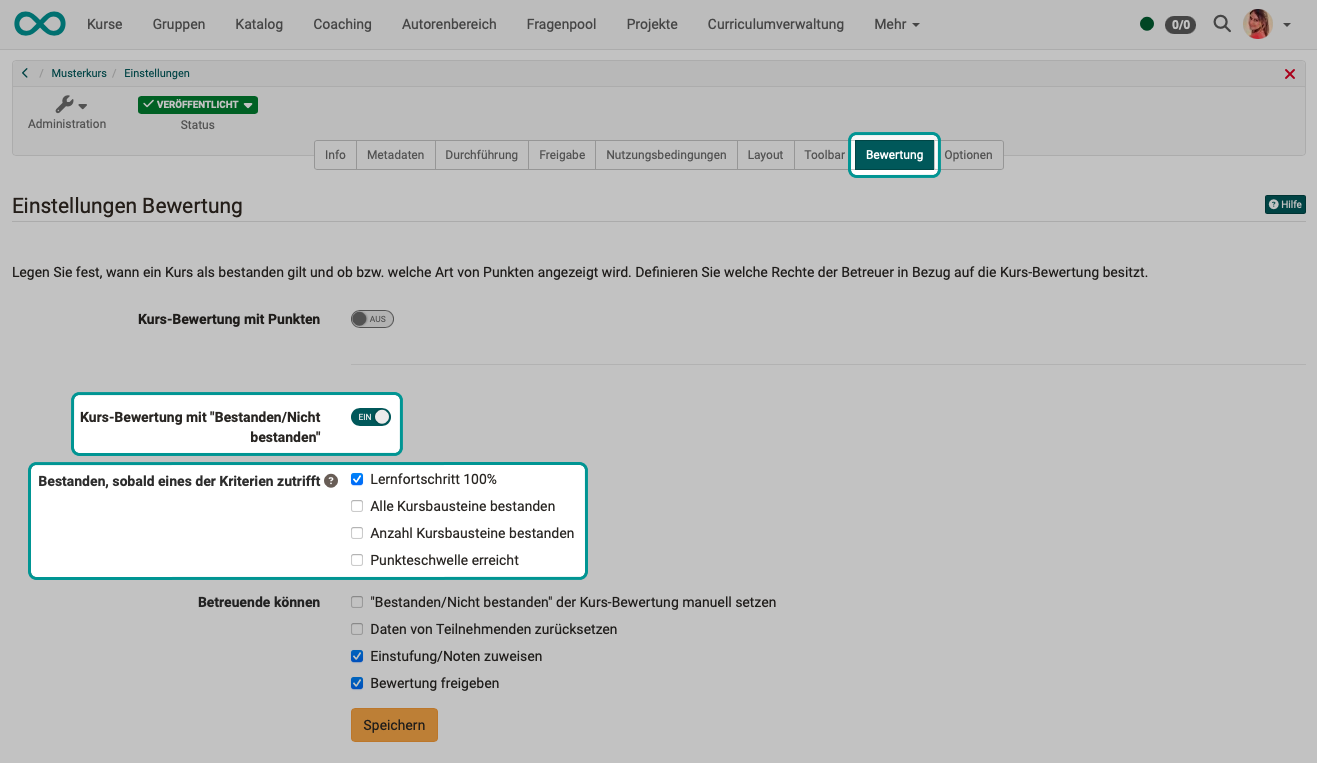 Kurse Gruppen Katalog Coaching Autorenbereich Fragenpool Projekte Curriculumverwaltung Mehr 0/0
/ Musterkurs / Einstellungen
VERÖFFENTLICHT
Administration Status
Info Metadaten Durchführung Freigabe Nutzungsbedingungen Layout Toolbar Bewertung Optionen
Einstellungen Bewertung Hilfe
Legen Sie fest, wann ein Kurs als bestanden gilt und ob bzw. welche Art von Punkten angezeigt wird. Definieren Sie welche Rechte der Betreuer in Bezug auf die Kurs-Bewertung besitzt.
Kurs-Bewertung mit Punkten AUS
Kurs-Bewertung mit "Bestanden/Nicht EIN
bestanden"
Bestanden, sobald eines der Kriterien zutrifft ? Lernfortschritt 100%
Alle Kursbausteine bestanden
Anzahl Kursbausteine bestanden
Punkteschwelle erreicht
Betreuende können "Bestanden/Nicht bestanden" der Kurs-Bewertung manuell setzen
Daten von Teilnehmenden zurücksetzen
Einstufung/Noten zuweisen
Bewertung freigeben
Speichern